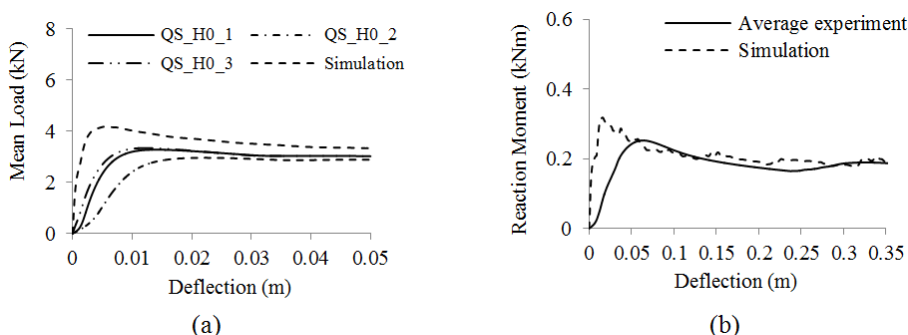 8
6
4
2
0
Mean Load (kN)
QS_H0_1
QS_H0_2
QS_H0_3
Simulation
0
0.01
0.02
0.03
0.04
0.05
Deflection (m)
(a)
0.6
0.4
0.2
0
Reaction Moment (kNm)
Average experiment
Simulation
0
0.05
0.1
0.15
0.2
0.25
0.3
0.35
Deflection (m)
(b)